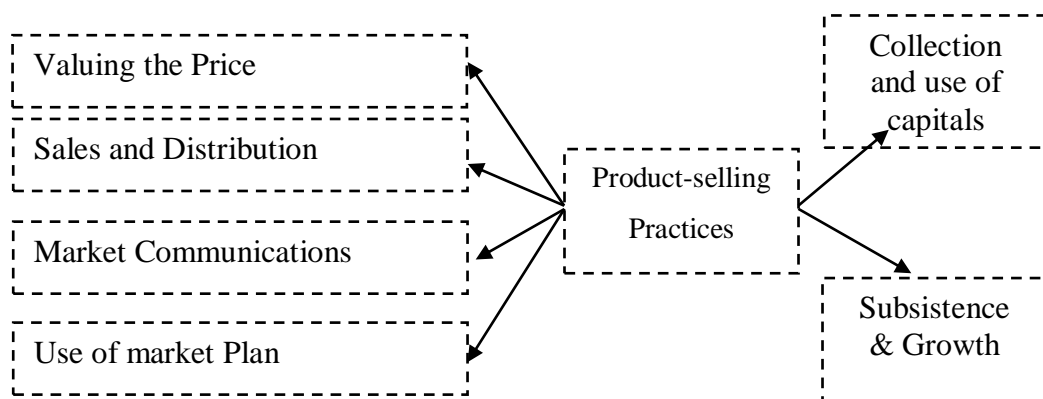 Valuing the Price
Sales and Distribution
Market Communications
Use of market Plan
Product-selling
Practices
Collection
and use of
capitals
Subsistence
& Growth